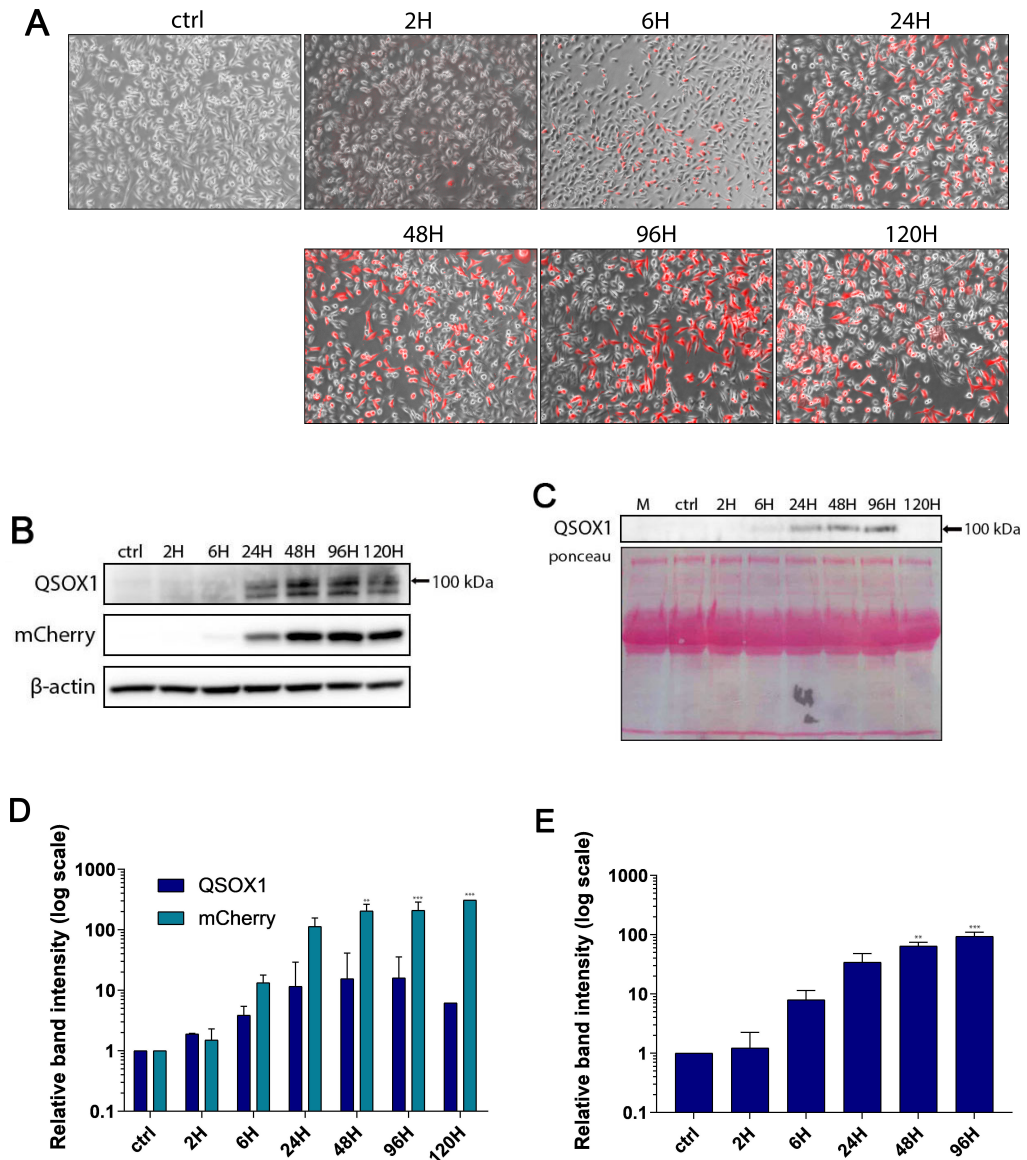 A
ctrl 2H 6H 24H
48H 96H 120H
B
ctrl 2H 6H 24H 48H 96H 120H
QSOX1 100 kDa
mCherry
β-actin
C
M ctrl 2H 6H 24H 48H 96H 120H
QSOX1 100 kDa
ponceau
D
Relative band intensity (log scale)
1000
100
10
1
0.1
QSOX1
mCherry
** *** ***
ctrl 2H 6H 24H 48H 96H 120H
E
Relative band intensity (log scale)
1000
100
10
1
0.1
** ***
ctrl 2H 6H 24H 48H 96H